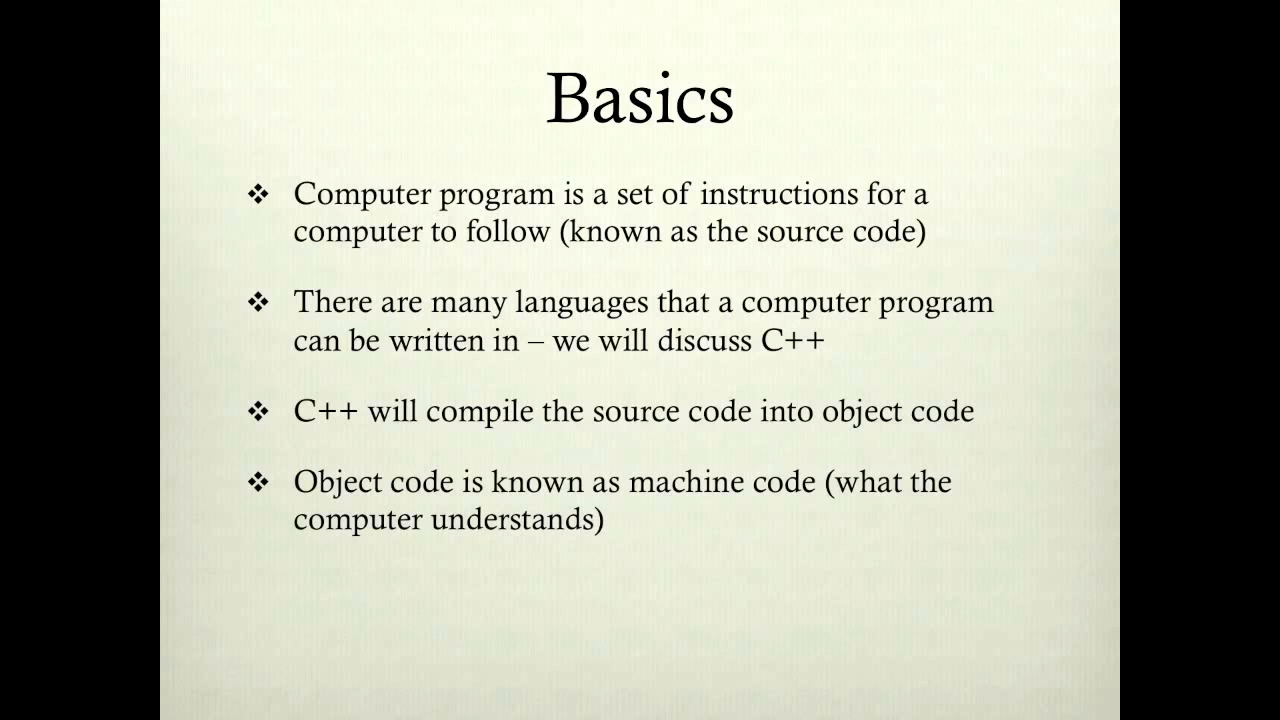 Basics
❖ Computer program is a set of instructions for a
computer to follow (known as the source code)
❖ There are many languages that a computer program
can be written in – we will discuss C++
❖ C++ will compile the source code into object code
❖ Object code is known as machine code (what the
computer understands)